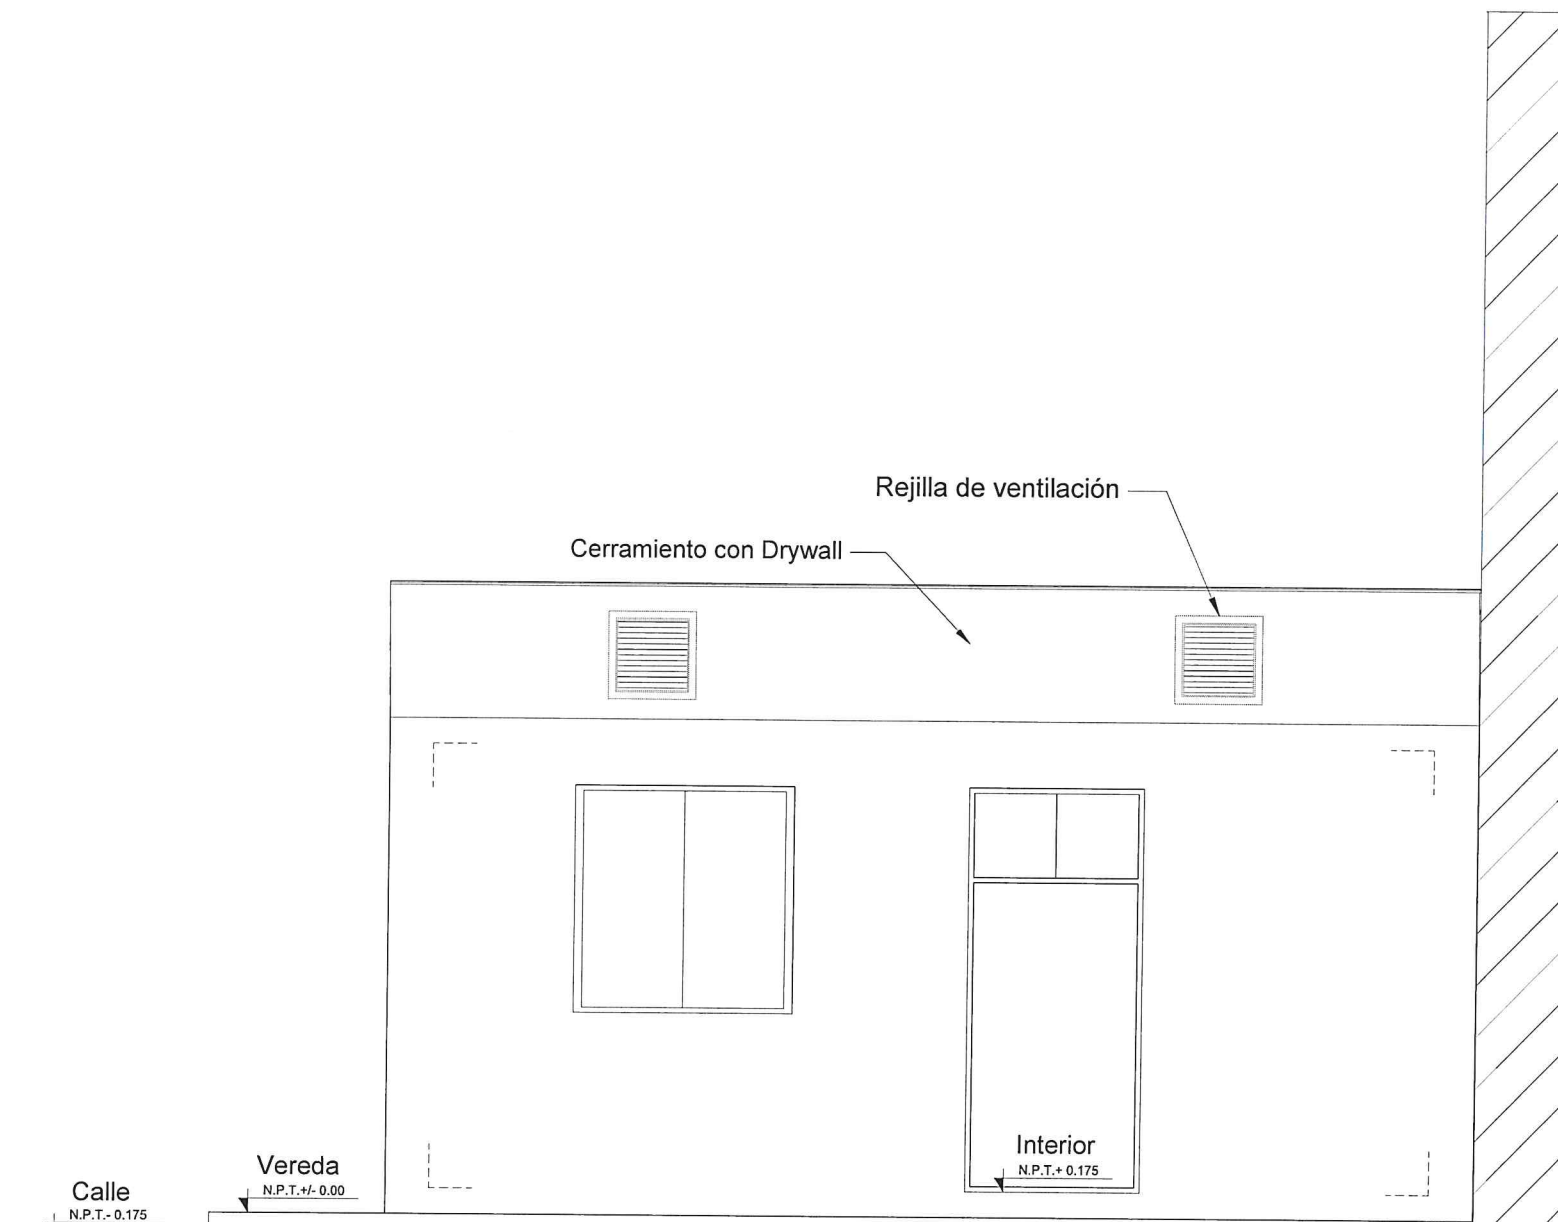 Rejilla de ventilación
Cerramiento con Drywall
Interior
N.P.T.+ 0.175
Vereda
N.P.T.+/- 0.00
Calle
N.P.T.- 0.175